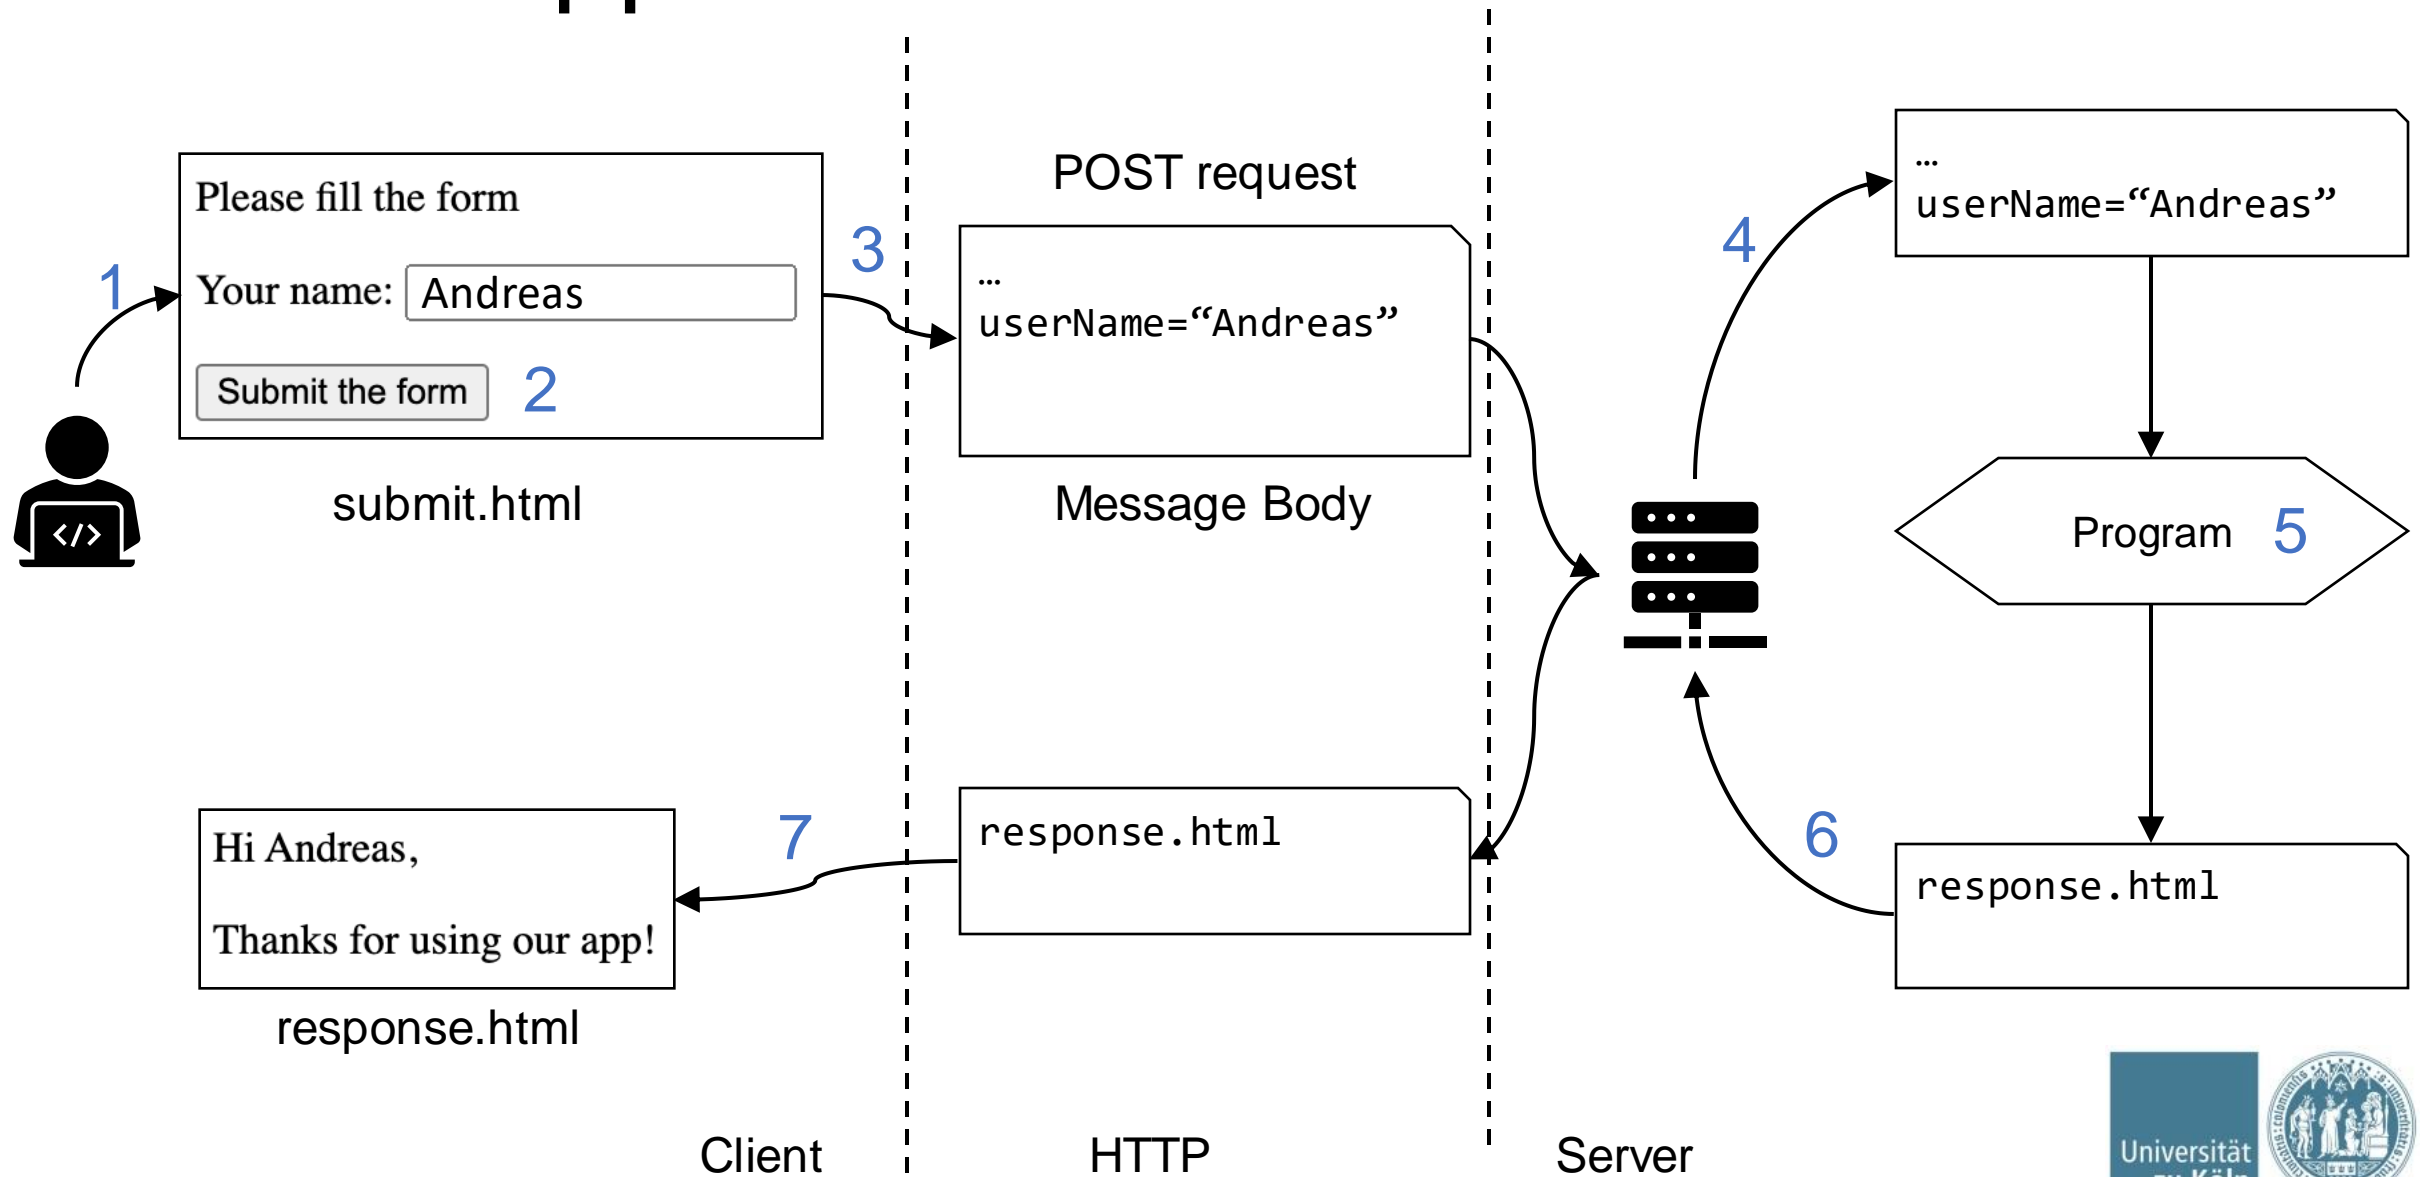 Please fill the form
Your name: Andreas
Submit the form
submit.html
1
2
3
POST request
…
userName=“Andreas”
Message Body
4
…
userName=“Andreas”
Program
5
response.html
6
response.html
7
Hi Andreas,
Thanks for using our app!
response.html
Client
HTTP
Server
Universität
zu Köln